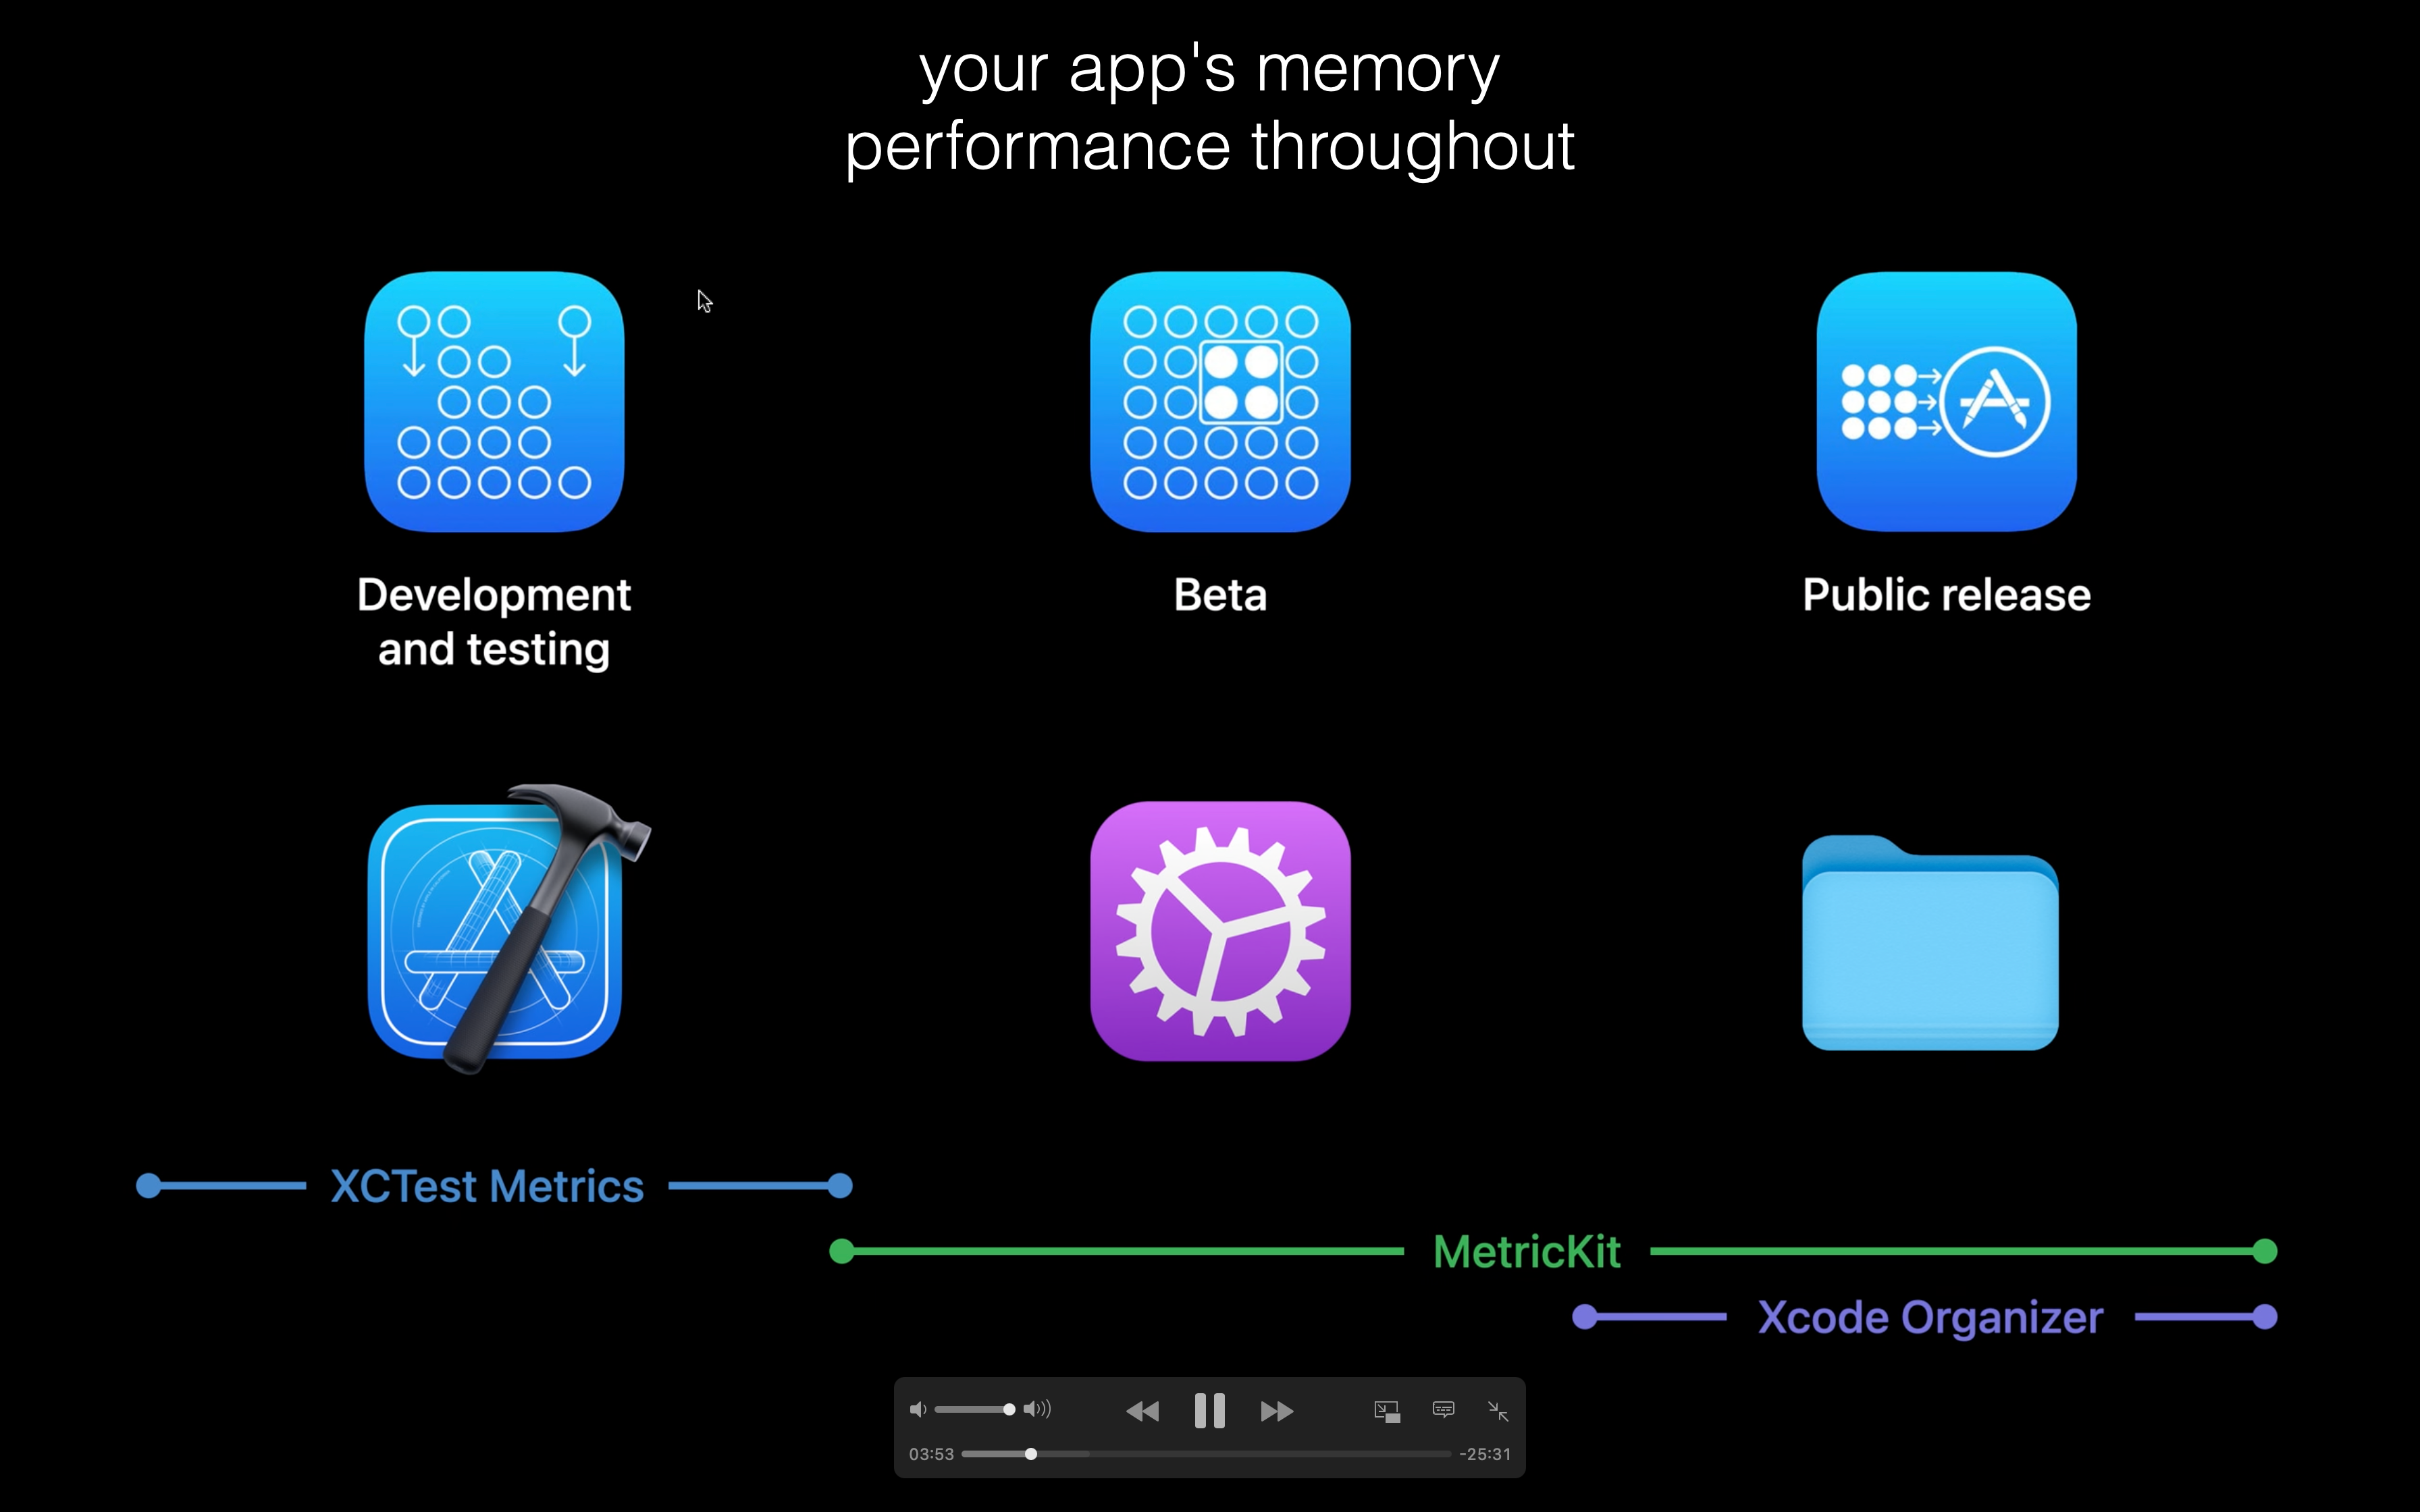 your app's memory
performance throughout
Development
and testing
Beta
Public release
XCTest Metrics
MetricKit
Xcode Organizer
03:53
-25:31